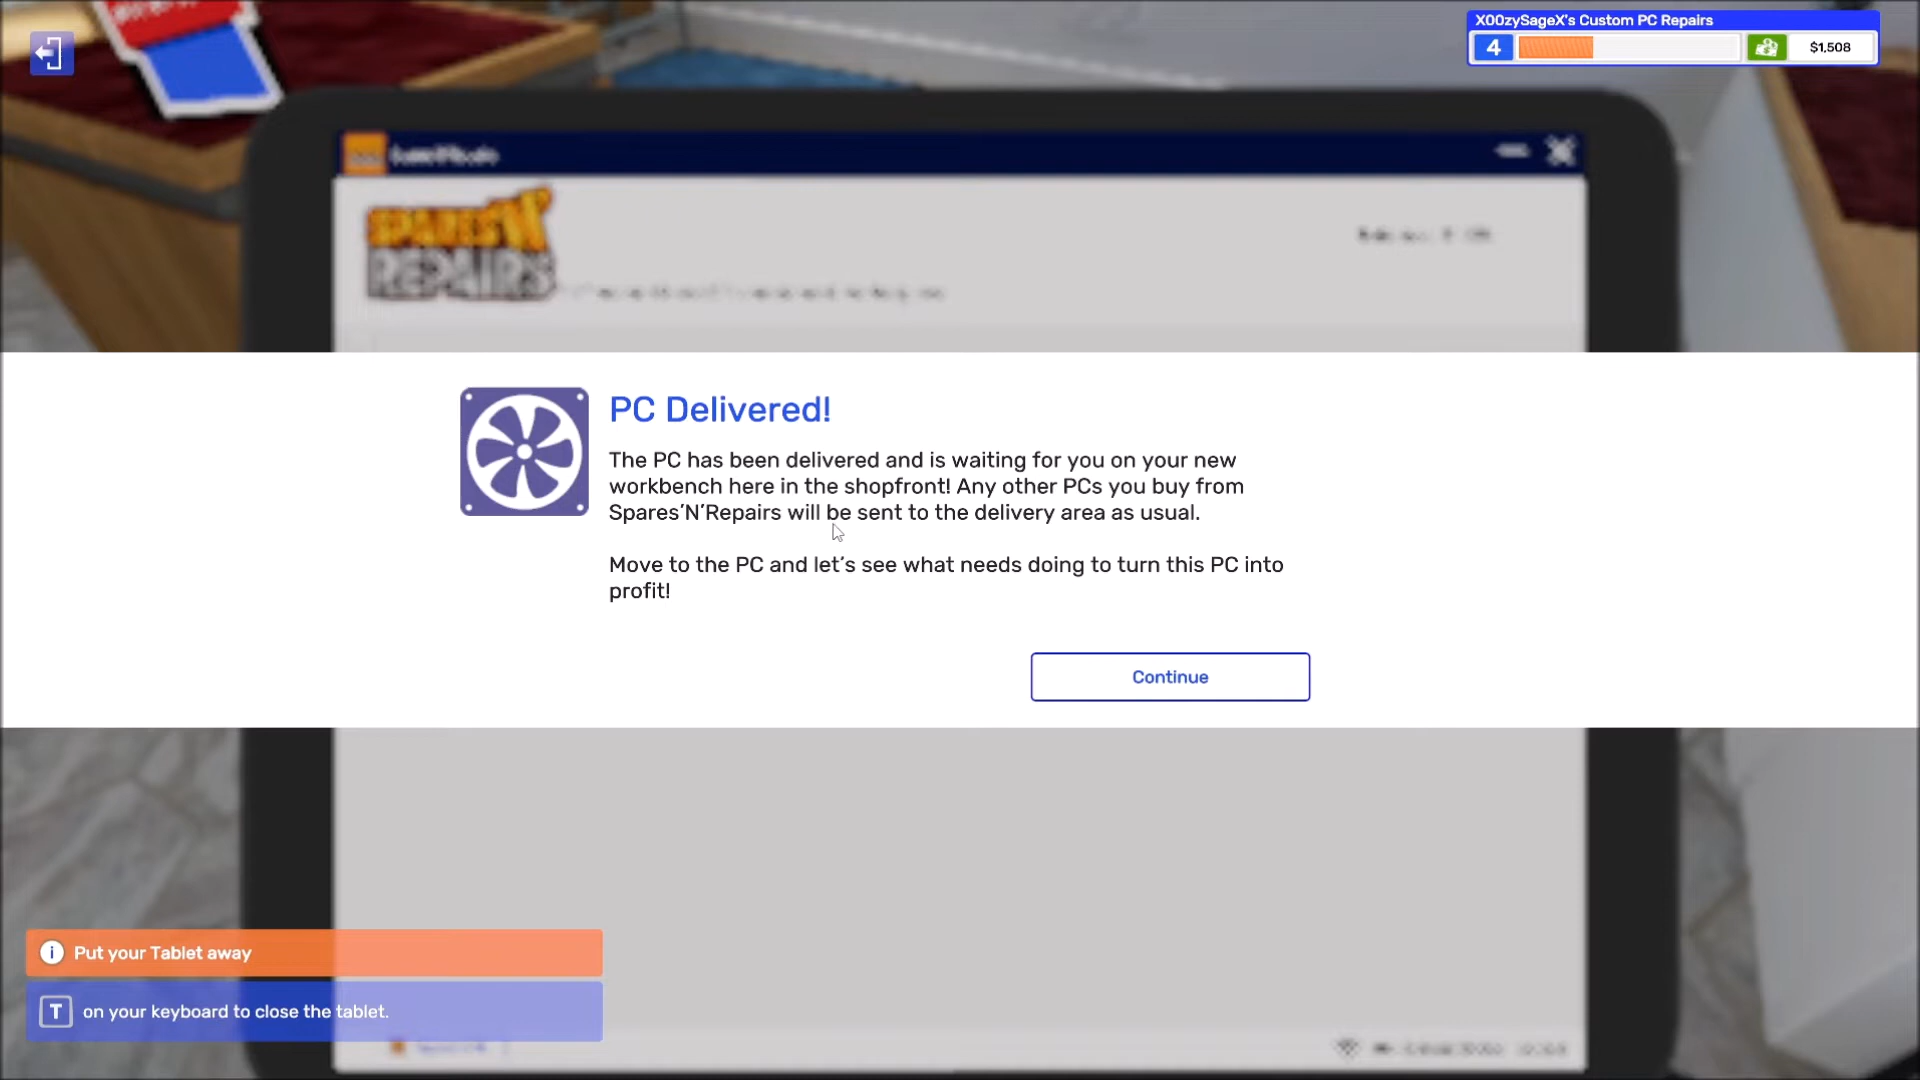 X00zySageX's Custom PC Repairs
4
$1,508
SPARES'N'
REPAIRS
PC Delivered!
The PC has been delivered and is waiting for you on your new
workbench here in the shopfront! Any other PCs you buy from
Spares'N'Repairs will be sent to the delivery area as usual.
Move to the PC and let's see what needs doing to turn this PC into
profit!
Continue
i Put your Tablet away
T on your keyboard to close the tablet.